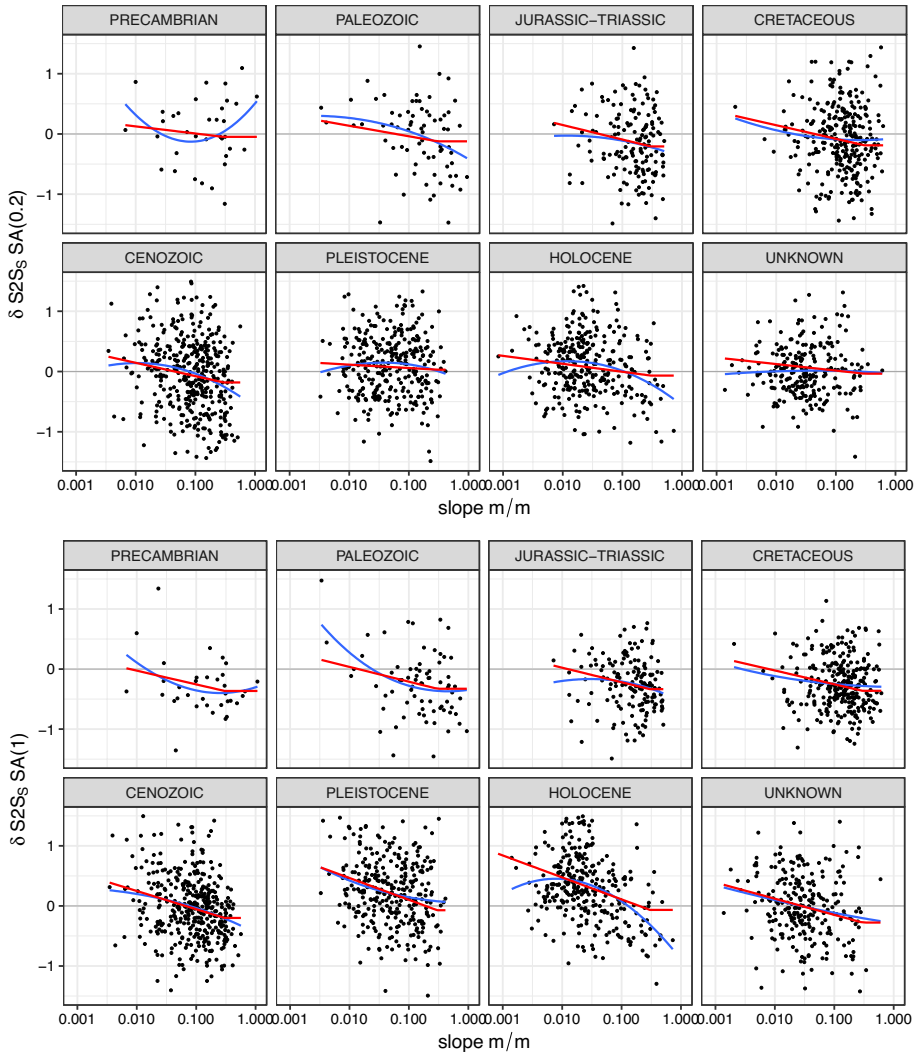 PRECAMBRIAN PALEOZOIC JURASSIC−TRIASSIC CRETACEOUS
1
0
−1
CENOZOIC PLEISTOCENE HOLOCENE UNKNOWN
1
0
−1
δ S2S_S SA(0.2)
0.001 0.010 0.100 1.000 0.001 0.010 0.100 1.000 0.001 0.010 0.100 1.000 0.001 0.010 0.100 1.000
slope m/m
PRECAMBRIAN PALEOZOIC JURASSIC−TRIASSIC CRETACEOUS
1
0
−1
CENOZOIC PLEISTOCENE HOLOCENE UNKNOWN
1
0
−1
δ S2S_S SA(1)
0.001 0.010 0.100 1.000 0.001 0.010 0.100 1.000 0.001 0.010 0.100 1.000 0.001 0.010 0.100 1.000
slope m/m